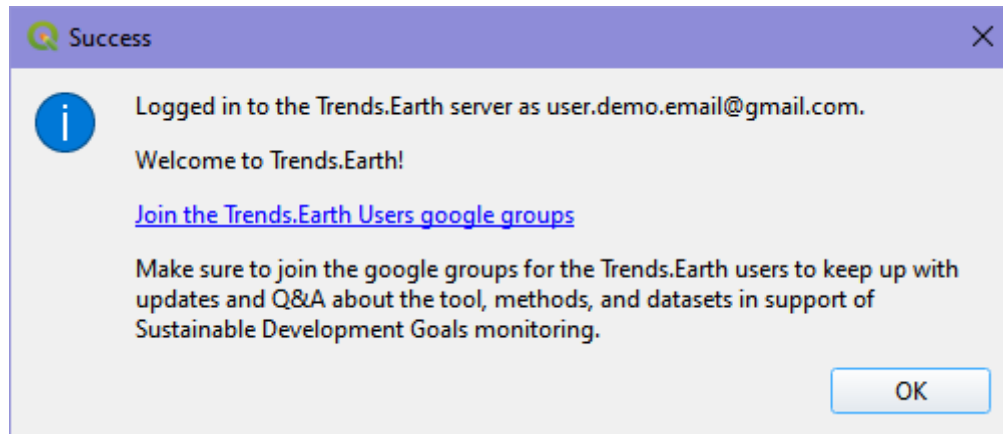 Success
Logged in to the Trends.Earth server as user.demo.email@gmail.com.
Welcome to Trends.Earth!
Join the Trends.Earth Users google groups
Make sure to join the google groups for the Trends.Earth users to keep up with
updates and Q&A about the tool, methods, and datasets in support of
Sustainable Development Goals monitoring.
OK